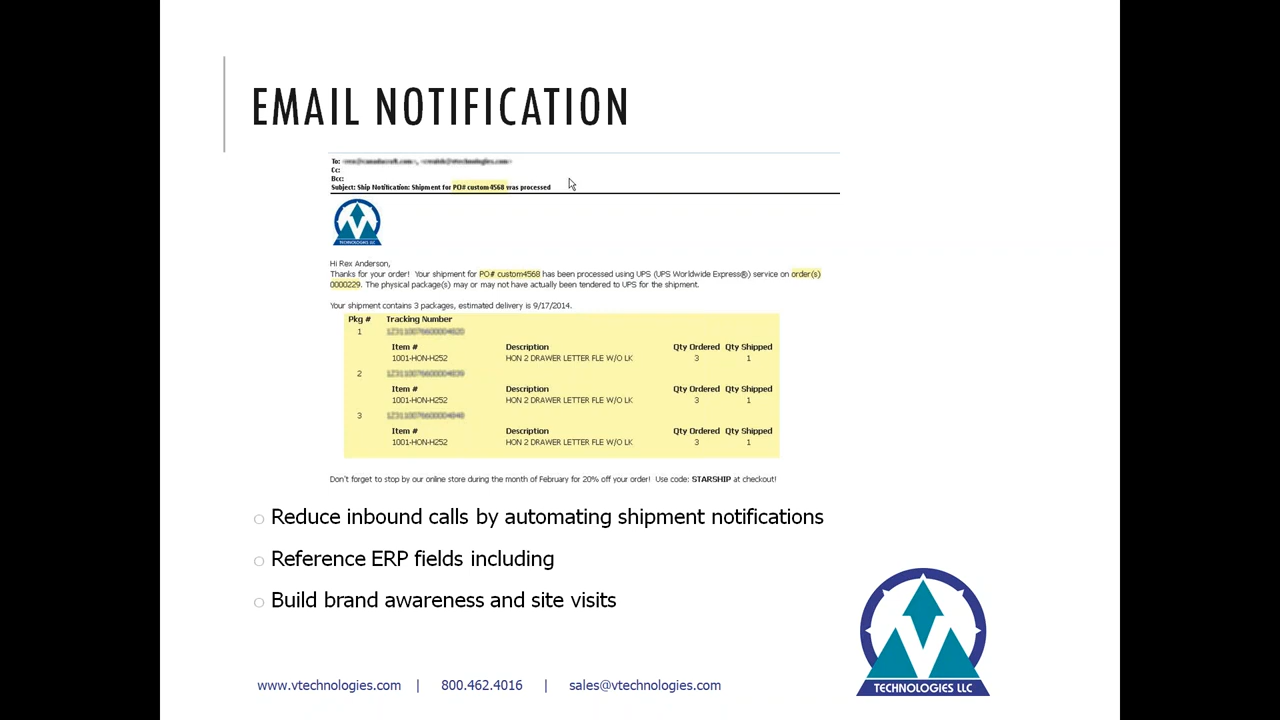 EMAIL NOTIFICATION
To:
Cc:
Bcc:
Subject: Ship Notification: Shipment for PO# custom4568 was processed
TECHNOLOGIES LLC
Hi Rex Anderson,
Thanks for your order! Your shipment for PO# custom4568 has been processed using UPS (UPS Worldwide Express®) service on order(s)
0000229. The physical package(s) may or may not have actually been tendered to UPS for the shipment.
Your shipment contains 3 packages, estimated delivery is 9/17/2014.
Pkg # Tracking Number
1
Item # Description Qty Ordered Qty Shipped
1001-HON-H252 HON 2 DRAWER LETTER FLE W/O LK 3 1
2
Item # Description Qty Ordered Qty Shipped
1001-HON-H252 HON 2 DRAWER LETTER FLE W/O LK 3 1
3
Item # Description Qty Ordered Qty Shipped
1001-HON-H252 HON 2 DRAWER LETTER FLE W/O LK 3 1
Don't forget to stop by our online store during the month of February for 20% off your order! Use code: STARSHIP at checkout!
Reduce inbound calls by automating shipment notifications
Reference ERP fields including
Build brand awareness and site visits
www.vtechnologies.com | 800.462.4016 | sales@vtechnologies.com
V
TECHNOLOGIES LLC